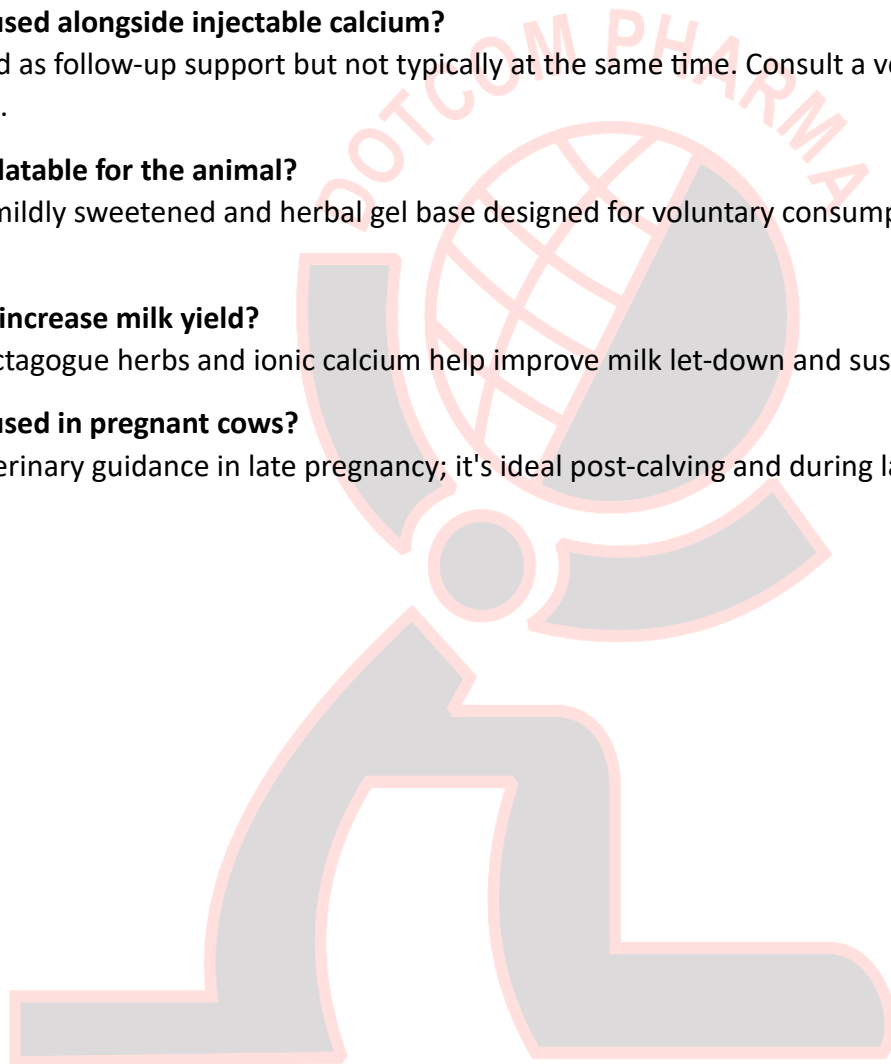 used alongside injectable calcium?
d as follow-up support but not typically at the same time. Consult a ve
.
latable for the animal?
mildly sweetened and herbal gel base designed for voluntary consump
increase milk yield?
ctagogue herbs and ionic calcium help improve milk let-down and sus
used in pregnant cows?
erinary guidance in late pregnancy; it's ideal post-calving and during la
DOTCOM PHARMA